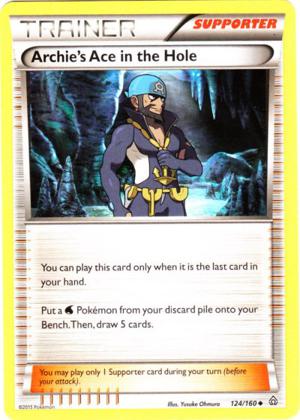 TRAINER SUPPORTER
Archie's Ace in the Hole
You can play this card only when it is the last card in
your hand.
Put a Pokémon from your discard pile onto your
Bench. Then, draw 5 cards.
You may play only 1 Supporter card during your turn (before
your attack).
©2015 Pokémon
Illus. Yusuke Ohmura
124/160